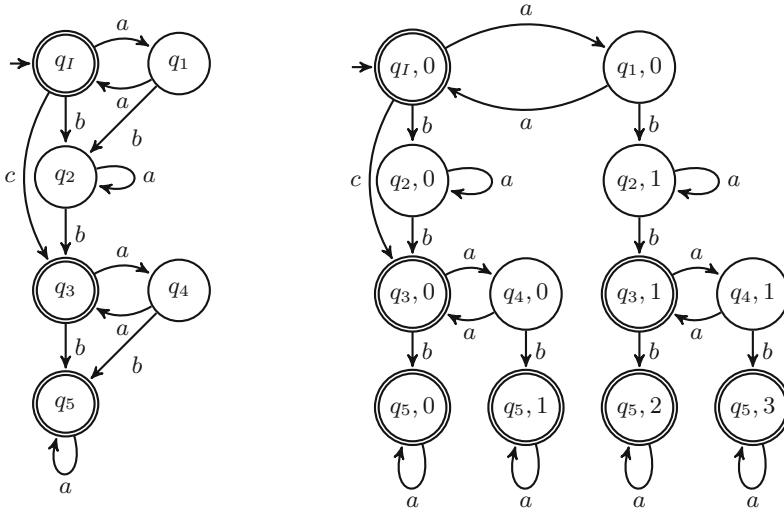 a a
q_I q_1 q_I, 0 q_1, 0
a a
b b b b
c q_2 a c q_2, 0 a q_2, 1 a
b b b
a a a
q_3 q_4 q_3, 0 q_4, 0 q_3, 1 q_4, 1
a a a
b b b b b b
q_5 q_5, 0 q_5, 1 q_5, 2 q_5, 3
a a a a a